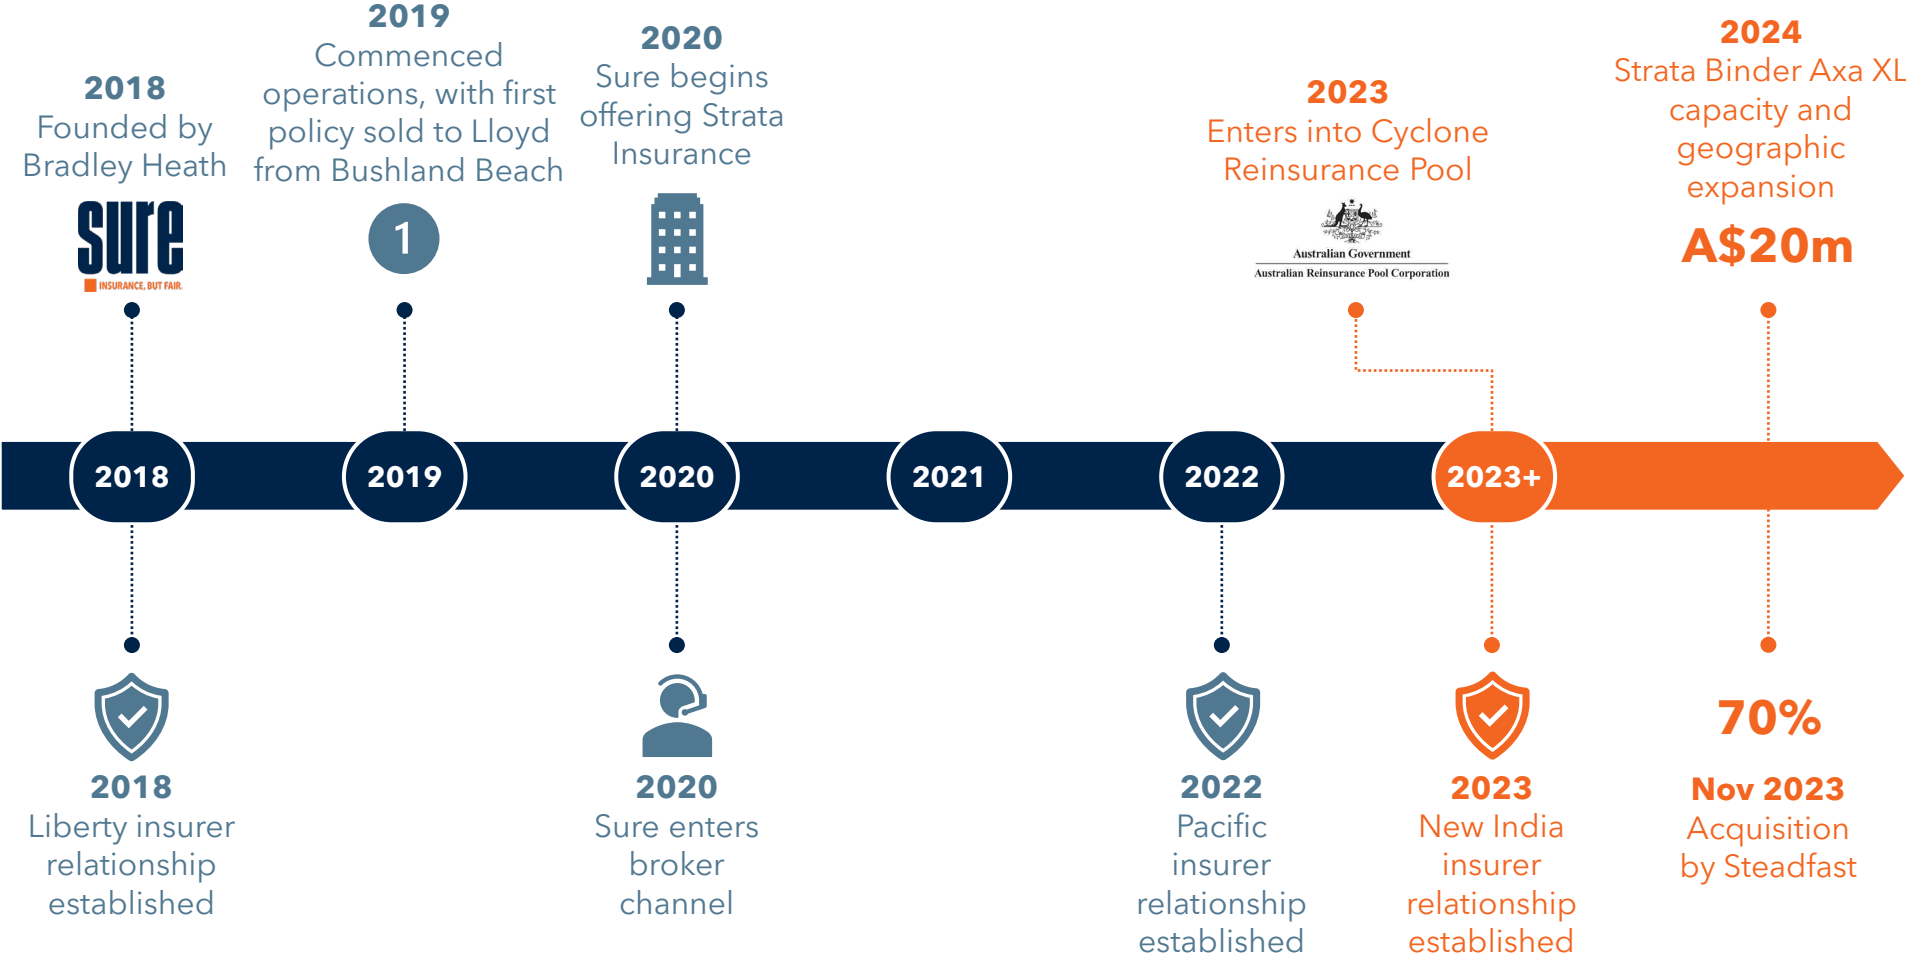 2018
Founded by
Bradley Heath
sure
INSURANCE, BUT FAIR.
2019
Commenced
operations, with first
policy sold to Lloyd
from Bushland Beach
1
2020
Sure begins
offering Strata
Insurance
2023
Enters into Cyclone
Reinsurance Pool
Australian Government
Australian Reinsurance Pool Corporation
2024
Strata Binder Axa XL
capacity and
geographic
expansion
A$20m
2018
2019
2020
2021
2022
2023+
2018
Liberty insurer
relationship
established
2020
Sure enters
broker
channel
2022
Pacific
insurer
relationship
established
2023
New India
insurer
relationship
established
70%
Nov 2023
Acquisition
by Steadfast